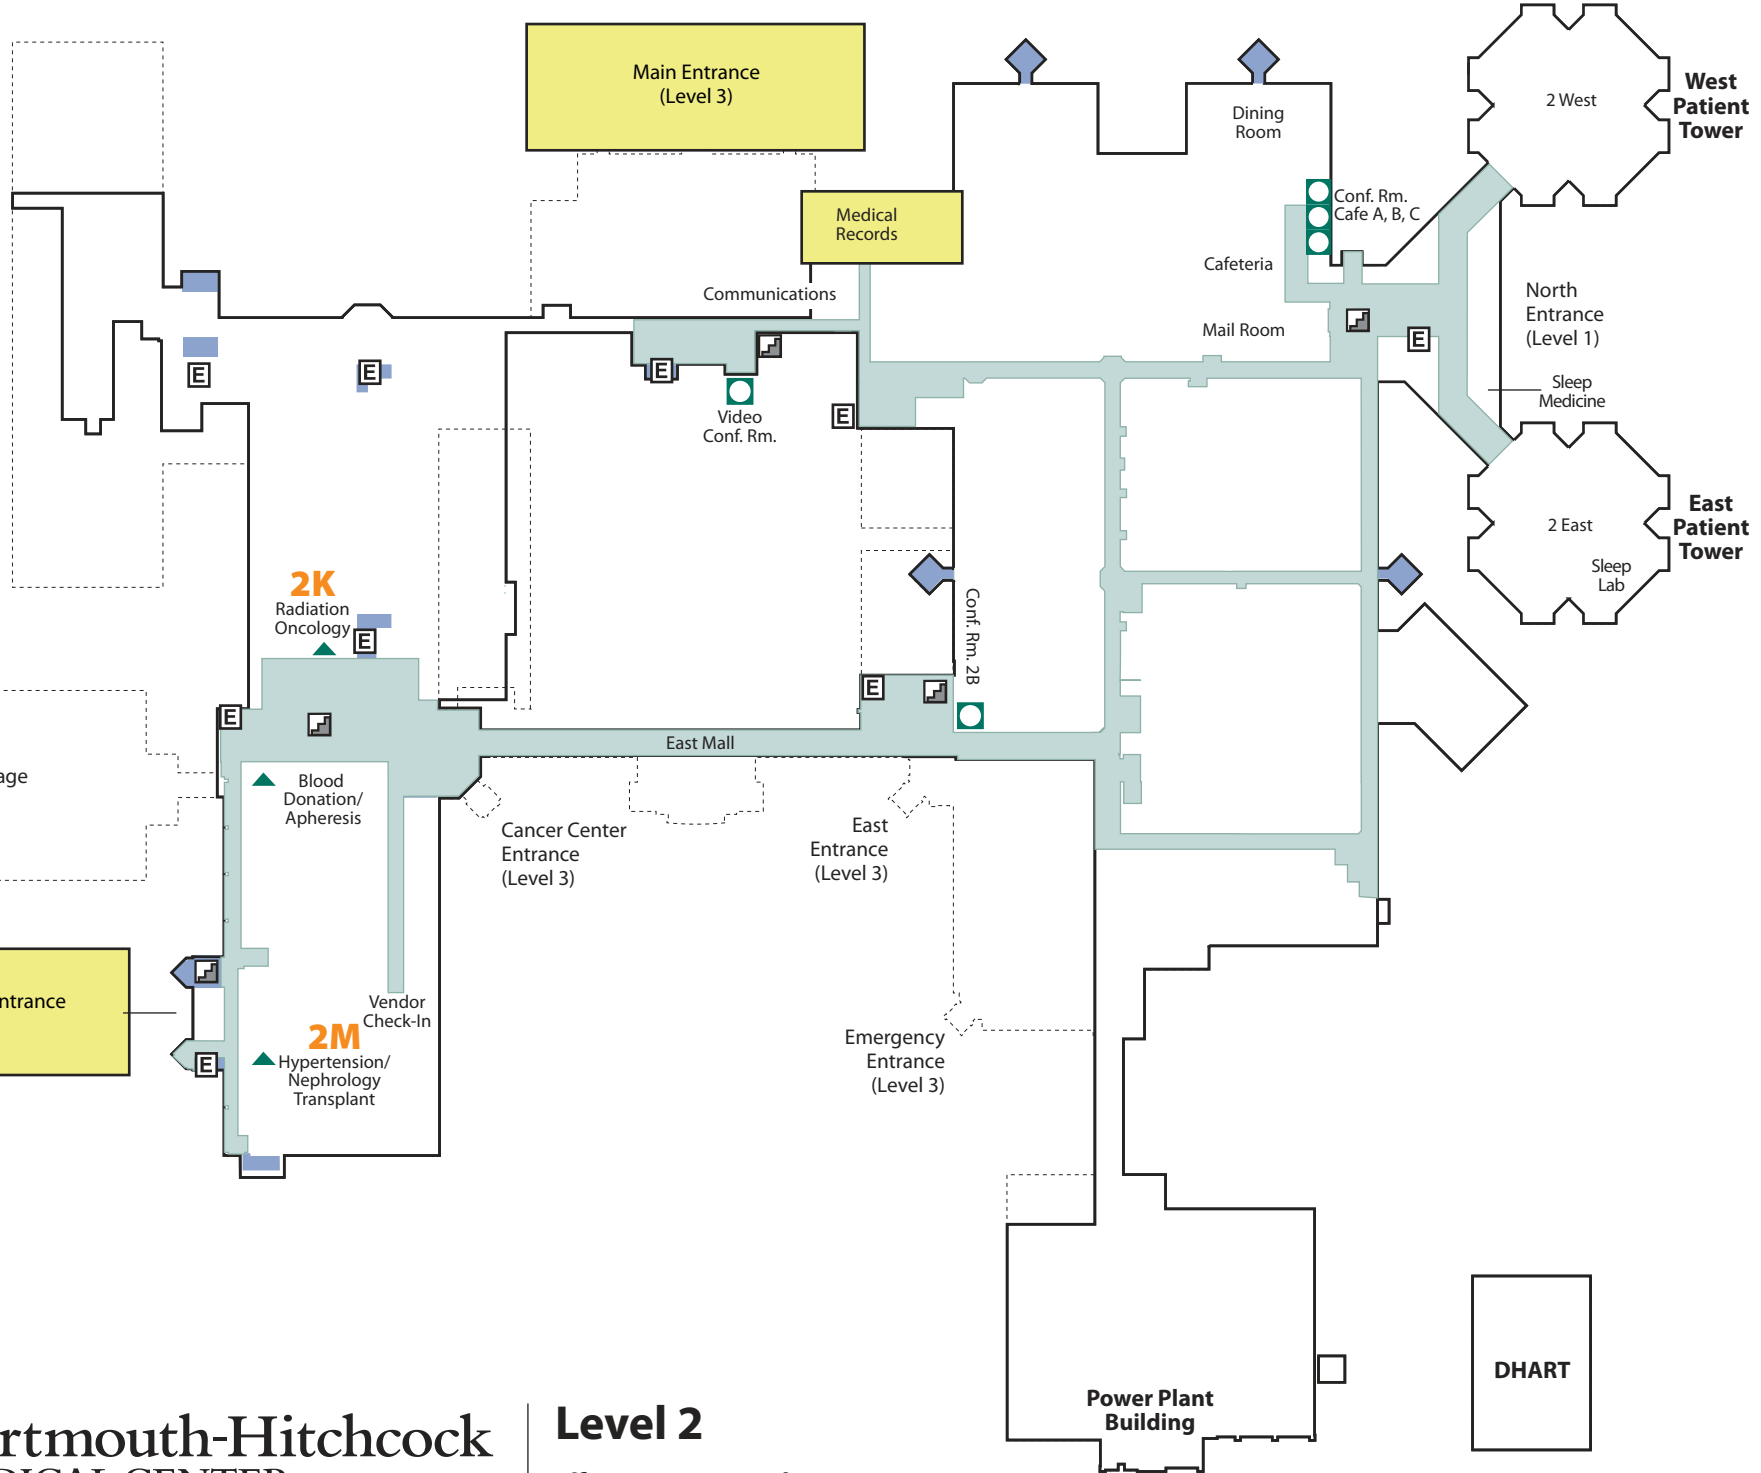 Main Entrance
(Level 3)
2 West
West
Patient
Tower
Dining
Room
Conf. Rm.
Cafe A, B, C
Medical
Records
Cafeteria
Communications
North
Entrance
(Level 1)
Mail Room
E
E
E
E
E
Sleep
Medicine
Video
Conf. Rm.
East
Patient
Tower
2 East
Sleep
Lab
2K
Radiation
Oncology
E
Conf. Rm. 2B
E
E
East Mall
age
Blood
Donation/
Apheresis
Cancer Center
Entrance
(Level 3)
East
Entrance
(Level 3)
ntrance
Vendor
Check-In
2M
Hypertension/
Nephrology
Transplant
E
Emergency
Entrance
(Level 3)
Power Plant
Building
DHART
rtmouth-Hitchcock
Level 2